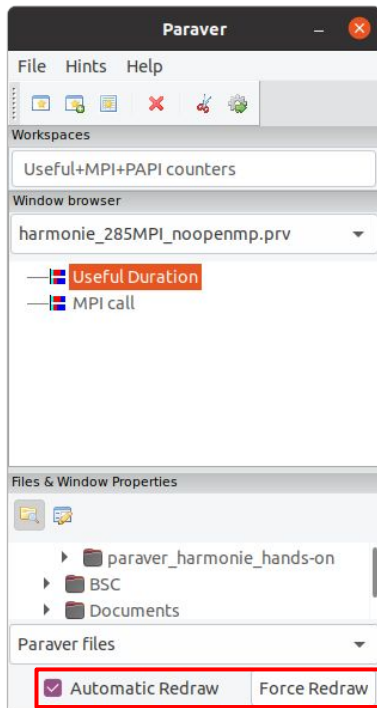 Paraver
File Hints Help
Workspaces
Useful+MPI+PAPI counters
Window browser
harmonie_285MPI_noopenmp.prv
Useful Duration
MPI call
Files & Window Properties
paraver_harmonie_hands-on
BSC
Documents
Paraver files
Automatic Redraw Force Redraw